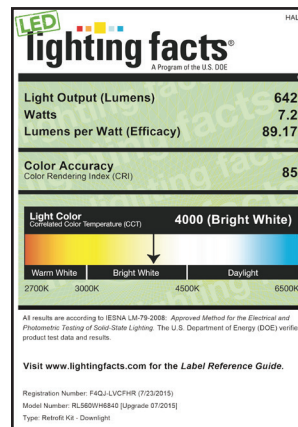 HAL
LED
lighting facts®
A Program of the U.S. DOE
Light Output (Lumens) 642
Watts 7.2
Lumens per Watt (Efficacy) 89.17
Color Accuracy
Color Rendering Index (CRI) 85
Light Color
Correlated Color Temperature (CCT) 4000 (Bright White)
Warm White Bright White Daylight
2700K 3000K 4500K 6500K
All results are according to IESNA LM-79-2008: Approved Method for the Electrical and
Photometric Testing of Solid-State Lighting. The U.S. Department of Energy (DOE) verifie
product test data and results.
Visit www.lightingfacts.com for the Label Reference Guide.
Registration Number: F4QJ-LVCFHR (7/23/2015)
Model Number: RL560WH6840 [Upgrade 07/2015]
Type: Retrofit Kit - Downlight